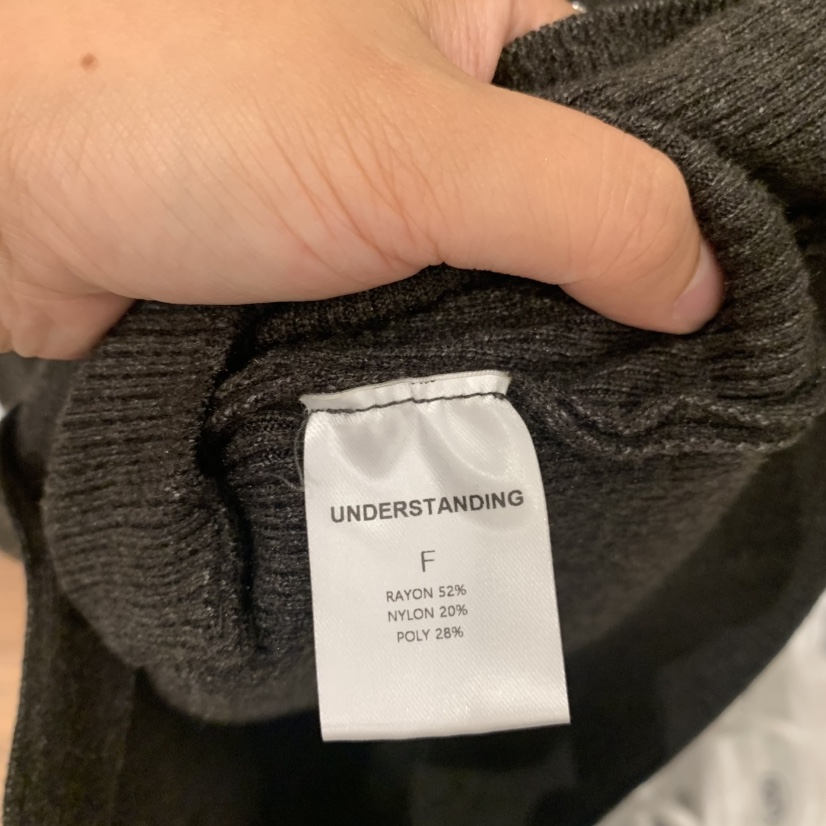 UNDERSTANDING
F
RAYON 52%
NYLON 20%
POLY 28%